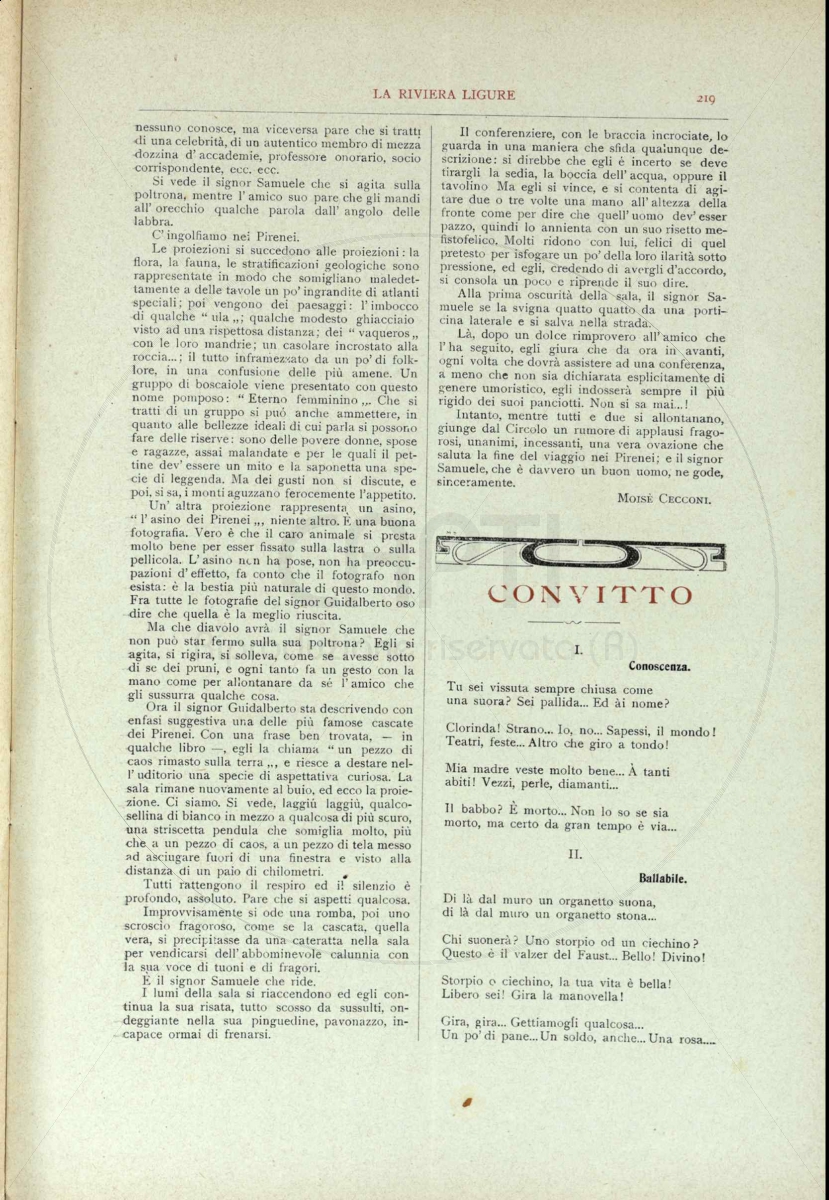 LA RIVIERA LIGURE
219
nessuno conosce, ma viceversa pare che si tratti
di una celebrità, di un autentico membro di mezza
dozzina d' accademie, professore onorario, socio
corrispondente, ecc. ecc.
Si vede il signor Samuele che si agita sulla
poltrona, mentre l' amico suo pare che gli mandi
all' orecchio qualche parola dall' angolo delle
labbra.
C' ingolfiamo nei Pirenei.
Le proiezioni si succedono alle proiezioni : la
flora, la fauna, le stratificazioni geologiche sono
rappresentate in modo che somigliano maledet-
tamente a delle tavole un po' ingrandite di atlanti
speciali ; poi vengono dei paesaggi : l' imbocco
di qualche “ ula „; qualche modesto ghiacciaio
visto ad una rispettosa distanza ; dei “ vaqueros „
con le loro mandrie; un casolare incrostato alla
roccia...; il tutto inframezzato da un po' di folk-
lore, in una confusione delle più amene. Un
gruppo di boscaiole viene presentato con questo
nome pomposo : “ Eterno femminino „. Che si
tratti di un gruppo si puó anche ammettere, in
quanto alle bellezze ideali di cui parla si possono
fare delle riserve : sono delle povere donne, spose
e ragazze, assai malandate e per le quali il pet-
tine dev' essere un mito e la saponetta una spe-
cie di leggenda. Ma dei gusti non si discute, e
poi, si sa, i monti aguzzano ferocemente l'appetito.
Un' altra proiezione rappresenta un asino,
“ l' asino dei Pirenei „, niente altro. È una buona
fotografia. Vero è che il caro animale si presta
molto bene per esser fissato sulla lastra o sulla
pellicola. L' asino non ha pose, non ha preoccu-
pazioni d' effetto, fa conto che il fotografo non
esista : è la bestia più naturale di questo mondo.
Fra tutte le fotografie del signor Guidalberto oso
dire che quella è la meglio riuscita.
Ma che diavolo avrà il signor Samuele che
non può star fermo sulla sua poltrona ? Egli si
agita, si rigira, si solleva, come se avesse sotto
di se dei pruni, e ogni tanto fa un gesto con la
mano come per allontanare da sé l' amico che
gli sussurra qualche cosa.
Ora il signor Guidalberto sta descrivendo con
enfasi suggestiva una delle più famose cascate
dei Pirenei. Con una frase ben trovata, — in
qualche libro —, egli la chiama “ un pezzo di
caos rimasto sulla terra „, e riesce a destare nel-
l' uditorio una specie di aspettativa curiosa. La
sala rimane nuovamente al buio, ed ecco la proie-
zione. Ci siamo. Si vede, laggiù laggiù, qualco-
sellina di bianco in mezzo a qualcosa di più scuro,
una striscetta pendula che somiglia molto, più
che a un pezzo di caos, a un pezzo di tela messo
ad asciugare fuori di una finestra e visto alla
distanza di un paio di chilometri.
Tutti rattengono il respiro ed il silenzio è
profondo, assoluto. Pare che si aspetti qualcosa.
Improvvisamente si ode una romba, poi uno
scroscio fragoroso, come se la cascata, quella
vera, si precipitasse da una cateratta nella sala
per vendicarsi dell' abbominevole calunnia con
la sua voce di tuoni e di fragori.
È il signor Samuele che ride.
I lumi della sala si riaccendono ed egli con-
tinua la sua risata, tutto scosso da sussulti, on-
deggiante nella sua pinguedine, pavonazzo, in-
capace ormai di frenarsi.
Il conferenziere, con le braccia incrociate, lo
guarda in una maniera che sfida qualunque de-
scrizione : si direbbe che egli é incerto se deve
tirargli la sedia, la boccia dell' acqua, oppure il
tavolino Ma egli si vince, e si contenta di agi-
tare due o tre volte una mano all' altezza della
fronte come per dire che quell' uomo dev' esser
pazzo, quindi lo annienta con un suo risetto me-
fistofelico. Molti ridono con lui, felici di quel
pretesto per isfogare un po' della loro ilarità sotto
pressione, ed egli, credendo di avergli d'accordo,
si consola un poco e riprende il suo dire.
Alla prima oscurità della sala, il signor Sa-
muele se la svigna quatto quatto da una porti-
cina laterale e si salva nella strada.
Là, dopo un dolce rimprovero all' amico che
l' ha seguito, egli giura che da ora in avanti,
ogni volta che dovrà assistere ad una conferenza,
a meno che non sia dichiarata esplicitamente di
genere umoristico, egli indosserà sempre il più
rigido dei suoi panciotti. Non si sa mai...!
Intanto, mentre tutti e due si allontanano,
giunge dal Circolo un rumore di applausi frago-
rosi, unanimi, incessanti, una vera ovazione che
saluta la fine del viaggio nei Pirenei; e il signor
Samuele, che è davvero un buon uomo, ne gode,
sinceramente.
MOISÈ CECCONI.
CONVITTO
I.
Conoscenza.
Tu sei vissuta sempre chiusa come
una suora? Sei pallida... Ed ài nome?
Clorinda! Strano... Io, no... Sapessi, il mondo!
Teatri, feste... Altro che giro a tondo!
Mia madre veste molto bene... À tanti
abiti! Vezzi, perle, diamanti...
Il babbo? È morto... Non lo so se sia
morto, ma certo da gran tempo è via...
II.
Ballabile.
Di là dal muro un organetto suona,
di là dal muro un organetto stona...
Chi suonerà? Uno storpio od un ciechino?
Questo è il valzer del Faust... Bello! Divino!
Storpio o ciechino, la tua vita è bella!
Libero sei! Gira la manovella!
Gira, gira... Gettiamogli qualcosa...
Un po' di pane... Un soldo, anche... Una rosa....